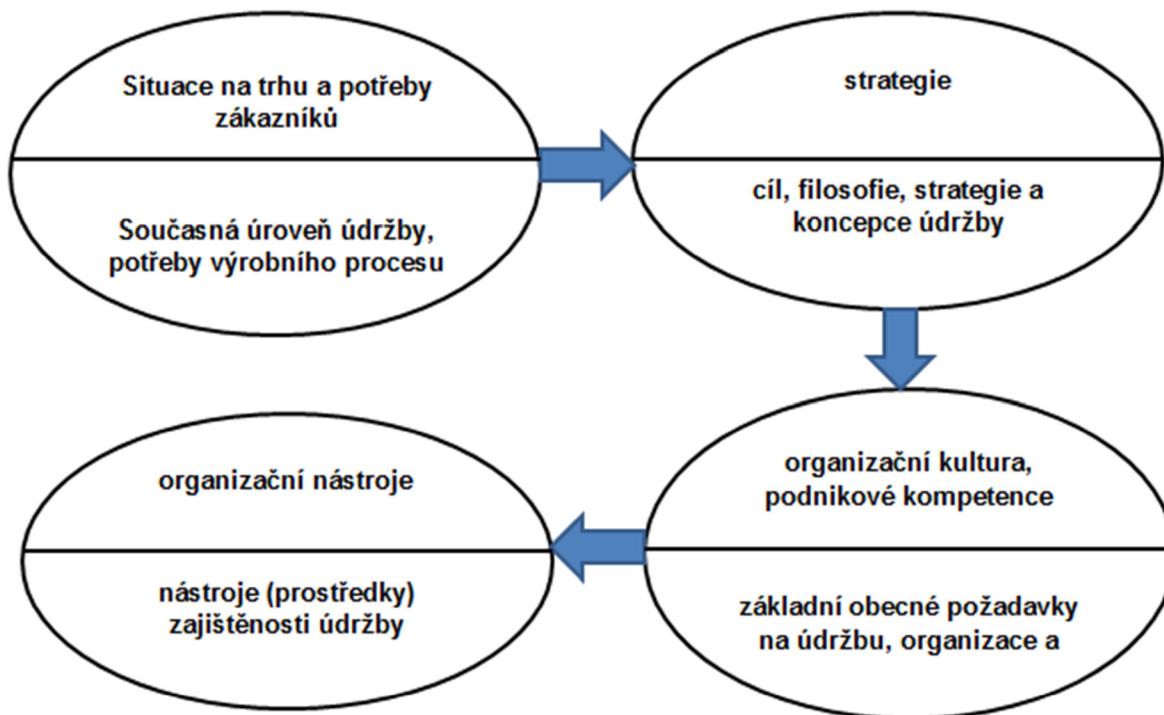 Situace na trhu a potřeby
zákazníků
Současná úroveň údržby,
potřeby výrobního procesu
strategie
cíl, filosofie, strategie a
koncepce údržby
organizační kultura,
podnikové kompetence
základní obecné požadavky
na údržbu, organizace a
organizační nástroje
nástroje (prostředky)
zajištěnosti údržby